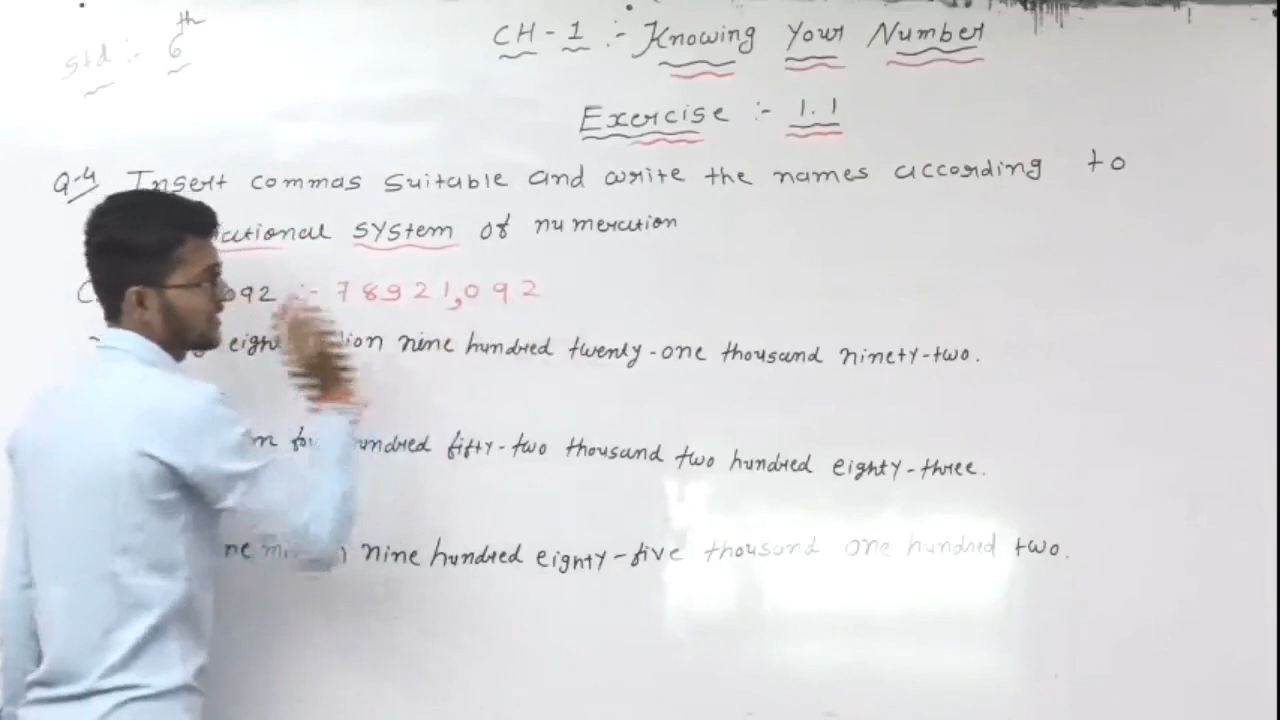 Std :- 6th
CH-1 :- Knowing Your Number
Exercise :- 1.1
Q-4 Insert commas suitable and write the names according to
system of numeration
092 :- 78921,092
nine hundred twenty-one thousand ninety-two.
hundred fifty-two thousand two hundred eighty-three.
nine hundred eighty-five thousand one hundred two.